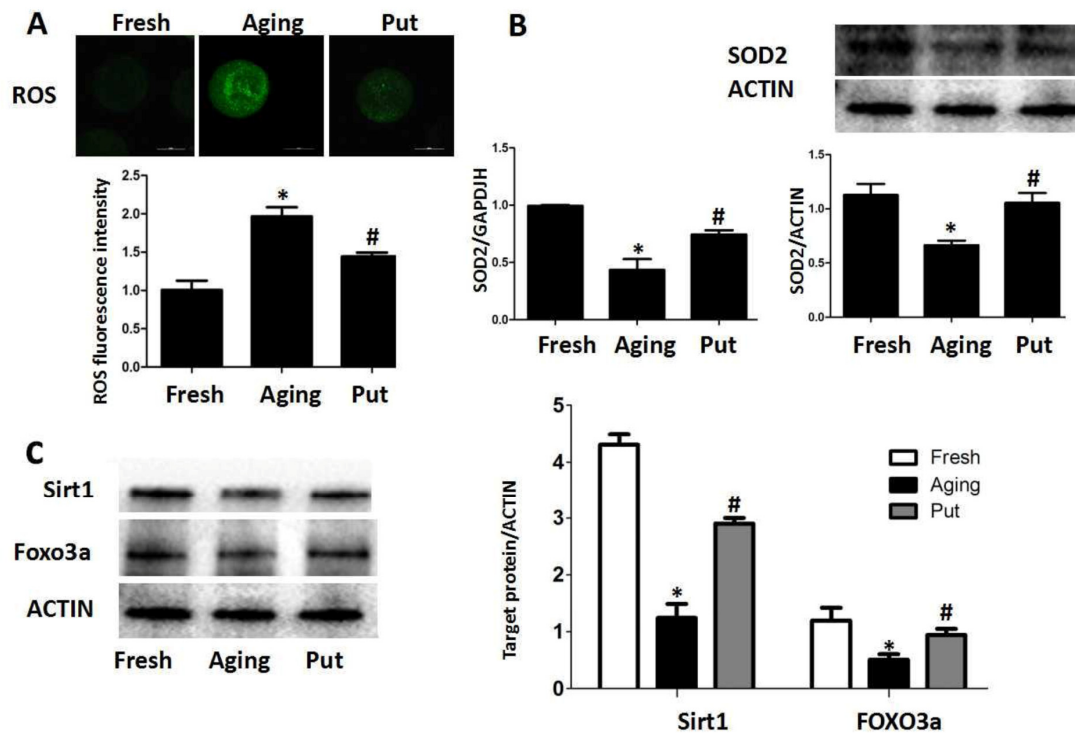 A
Fresh Aging Put
ROS
ROS fluorescence intensity
2.5
2.0
1.5
1.0
0.5
0.0
*
#
Fresh Aging Put
B
SOD2
ACTIN
SOD2/GAPDJH
1.5
1.0
0.5
0.0
*
#
Fresh Aging Put
SOD2/ACTIN
1.5
1.0
0.5
0.0
*
#
Fresh Aging Put
C
Sirt1
Foxo3a
ACTIN
Fresh Aging Put
Target protein/ACTIN
5
4
3
2
1
0
*
#
*
#
Fresh
Aging
Put
Sirt1 FOXO3a